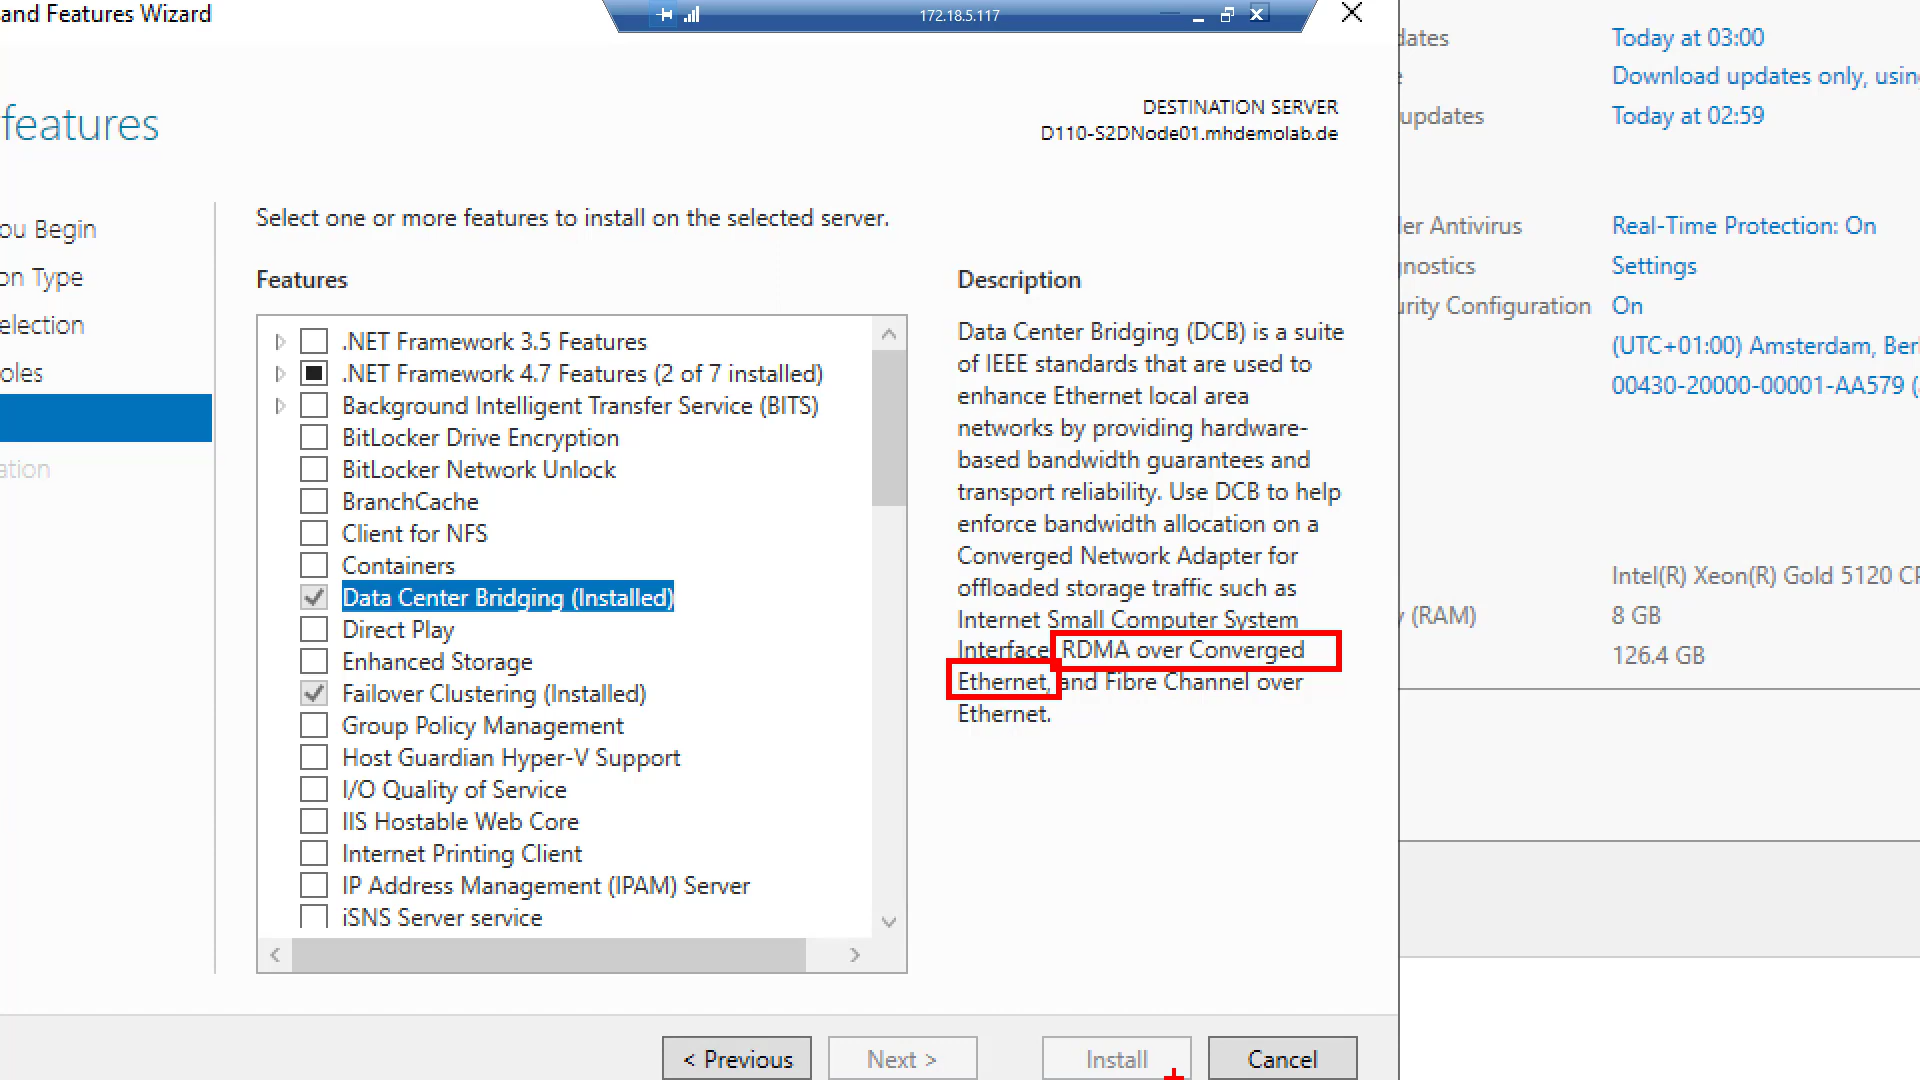 and Features Wizard
172.18.5.117
features
DESTINATION SERVER
D110-S2DNode01.mhdemolab.de
ou Begin
on Type
election
oles
ation
Select one or more features to install on the selected server.
Features
.NET Framework 3.5 Features
.NET Framework 4.7 Features (2 of 7 installed)
Background Intelligent Transfer Service (BITS)
BitLocker Drive Encryption
BitLocker Network Unlock
BranchCache
Client for NFS
Containers
Data Center Bridging (Installed)
Direct Play
Enhanced Storage
Failover Clustering (Installed)
Group Policy Management
Host Guardian Hyper-V Support
I/O Quality of Service
IIS Hostable Web Core
Internet Printing Client
IP Address Management (IPAM) Server
iSNS Server service
Description
Data Center Bridging (DCB) is a suite
of IEEE standards that are used to
enhance Ethernet local area
networks by providing hardware-
based bandwidth guarantees and
transport reliability. Use DCB to help
enforce bandwidth allocation on a
Converged Network Adapter for
offloaded storage traffic such as
Internet Small Computer System
Interface, RDMA over Converged
Ethernet, and Fibre Channel over
Ethernet.
< Previous
Next >
Install
Cancel
dates
Today at 03:00
e
Download updates only, usin
updates
Today at 02:59
er Antivirus
Real-Time Protection: On
nostics
Settings
urity Configuration
On
(UTC+01:00) Amsterdam, Berl
00430-20000-00001-AA579 (
Intel(R) Xeon(R) Gold 5120 CP
(RAM)
8 GB
126.4 GB